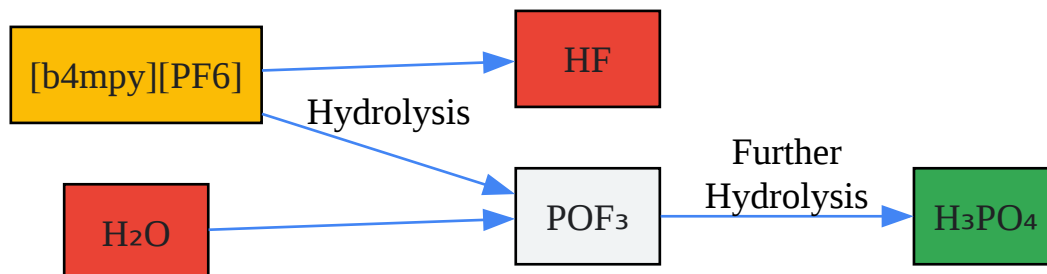 [b4mpy][PF6]
HF
Hydrolysis
H₂O
POF₃
Further
Hydrolysis
H₃PO₄